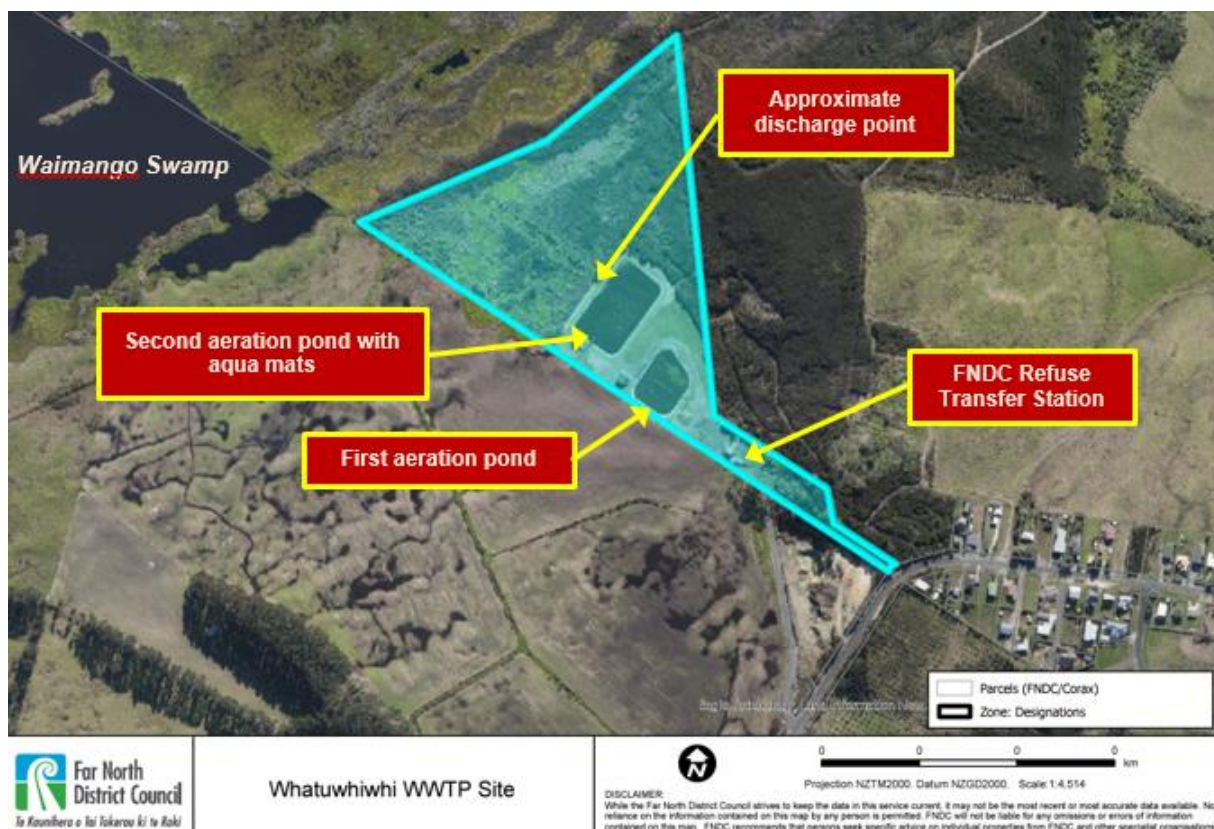 Approximate
discharge point
Waimango Swamp
Second aeration pond with
aqua mats
FNDC Refuse
Transfer Station
First aeration pond
Parcels (FNDC/Corax)
Zone: Designations
Far North
District Council
Te Kaunihera o Tai Tokerau ki te Raki
Whatuwhiwhi WWTP Site
N
0 0 0 0
km
Projection NZTM2000. Datum NZGD2000. Scale 1:4,514
DISCLAIMER:
While the Far North District Council strives to keep the data in this service current, it may not be the most recent or most accurate data available. No
reliance on the information contained on this map by any person is permitted. FNDC will not be liable for any omissions or errors of information
contained on this map. FNDC recommends that persons seek specific advice on individual properties from FNDC and other specialist organisations